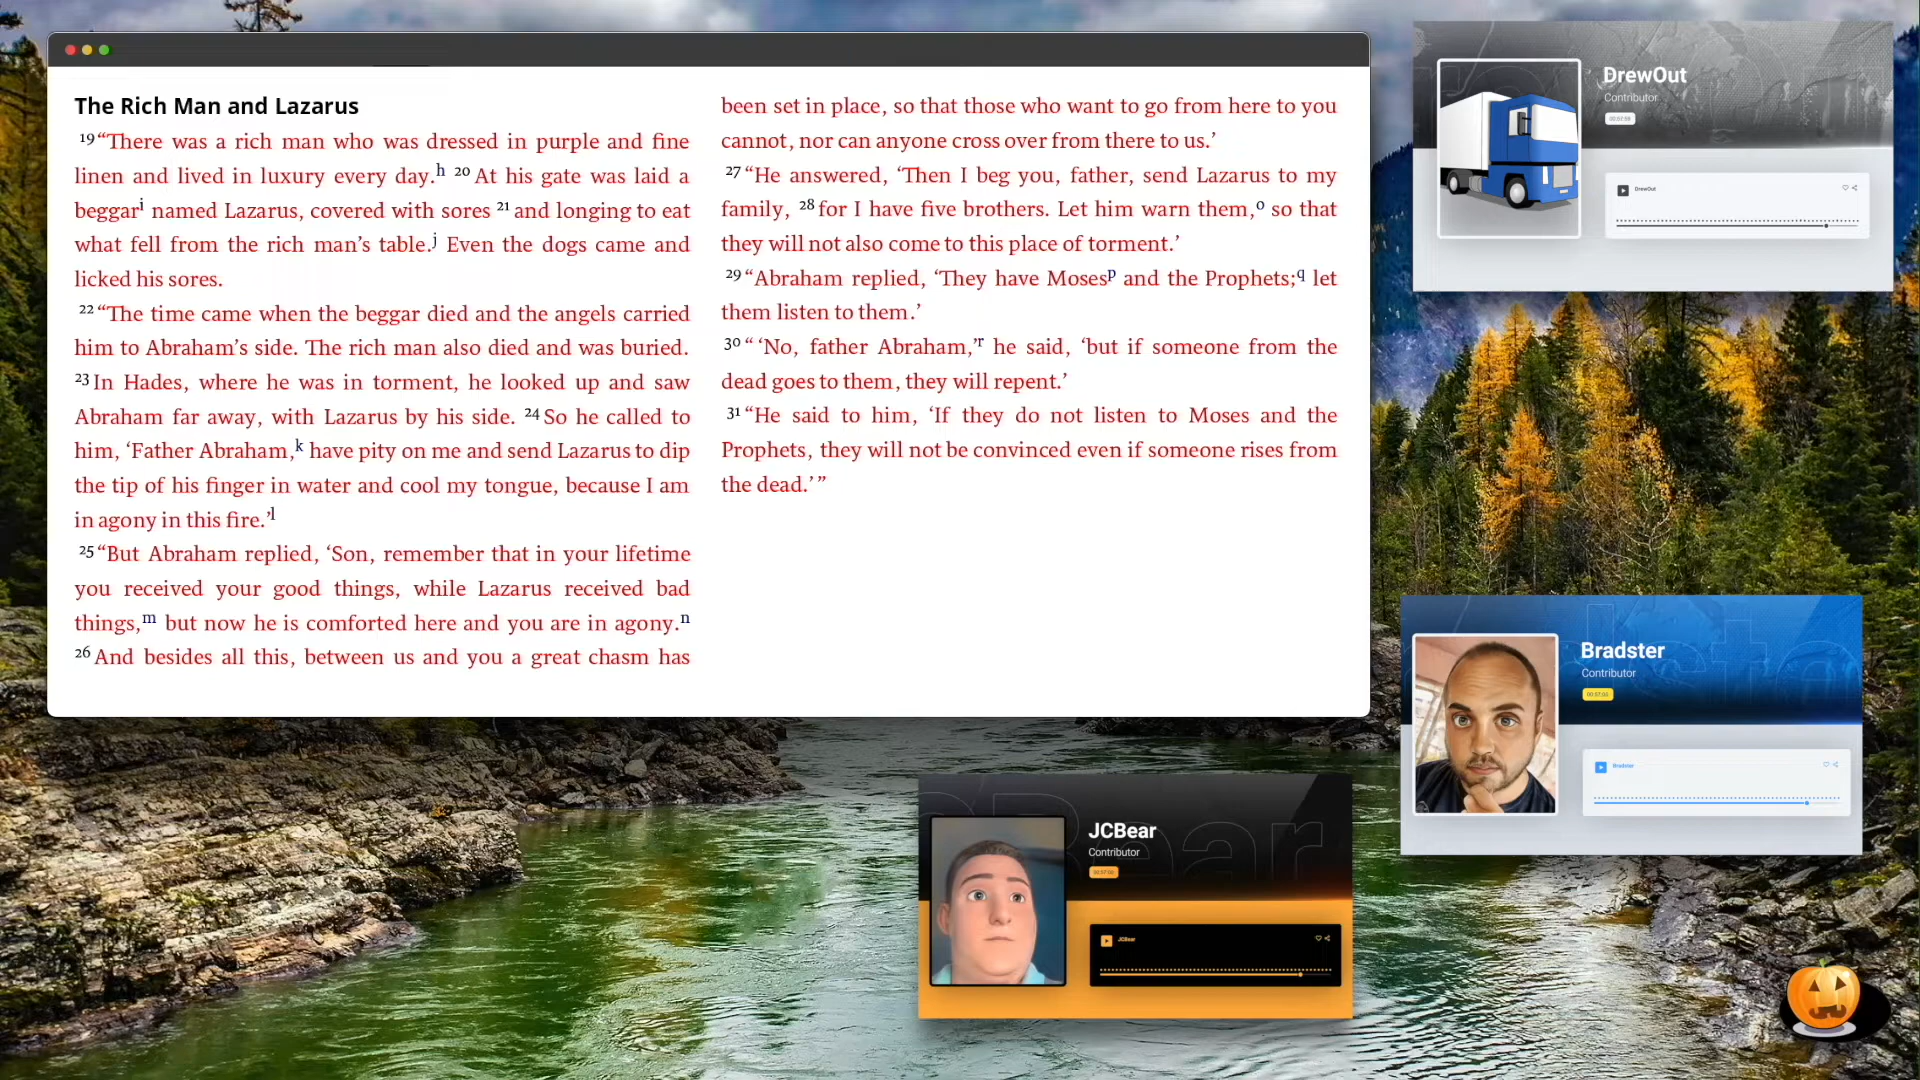 The Rich Man and Lazarus
19 “There was a rich man who was dressed in purple and fine
linen and lived in luxury every day.h 20 At his gate was laid a
beggari named Lazarus, covered with sores 21 and longing to eat
what fell from the rich man’s table.j Even the dogs came and
licked his sores.
22 “The time came when the beggar died and the angels carried
him to Abraham’s side. The rich man also died and was buried.
23 In Hades, where he was in torment, he looked up and saw
Abraham far away, with Lazarus by his side. 24 So he called to
him, ‘Father Abraham,k have pity on me and send Lazarus to dip
the tip of his finger in water and cool my tongue, because I am
in agony in this fire.’l
25 “But Abraham replied, ‘Son, remember that in your lifetime
you received your good things, while Lazarus received bad
things,m but now he is comforted here and you are in agony.n
26 And besides all this, between us and you a great chasm has
been set in place, so that those who want to go from here to you
cannot, nor can anyone cross over from there to us.’
27 “He answered, ‘Then I beg you, father, send Lazarus to my
family, 28 for I have five brothers. Let him warn them,o so that
they will not also come to this place of torment.’
29 “Abraham replied, ‘They have Mosesp and the Prophets;q let
them listen to them.’
30 “ ‘No, father Abraham,’r he said, ‘but if someone from the
dead goes to them, they will repent.’
31 “He said to him, ‘If they do not listen to Moses and the
Prophets, they will not be convinced even if someone rises from
the dead.’ ”
DrewOut
Contributor
DrewOut
Bradster
Contributor
Bradster
JCBear
Contributor
JCBear